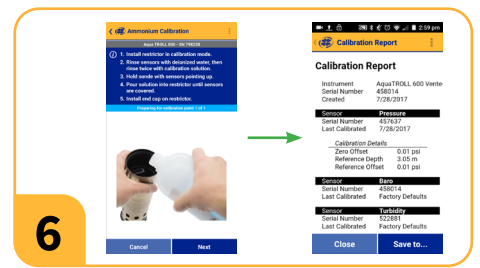 Ammonium Calibration
Aqua TROLL 600 - SN 798238
1. Install restrictor in calibration mode.
2. Rinse sensors with deionized water, then
rinse twice with calibration solution.
3. Hold sonde with sensors pointing up.
4. Pour solution into restrictor until sensors
are covered.
5. Install end cap on restrictor.
Preparing for calibration point 1 of 1
Cancel Next
2:59 pm
Calibration Report
Calibration Report
Instrument AquaTROLL 600 Vente
Serial Number 458014
Created 7/28/2017
Sensor Pressure
Serial Number 457637
Last Calibrated 7/28/2017
Calibration Details
Zero Offset 0.01 psi
Reference Depth 3.05 m
Reference Offset 0.01 psi
Sensor Baro
Serial Number 458014
Last Calibrated Factory Defaults
Sensor Turbidity
Serial Number 522881
Last Calibrated Factory Defaults
Close Save to...
6